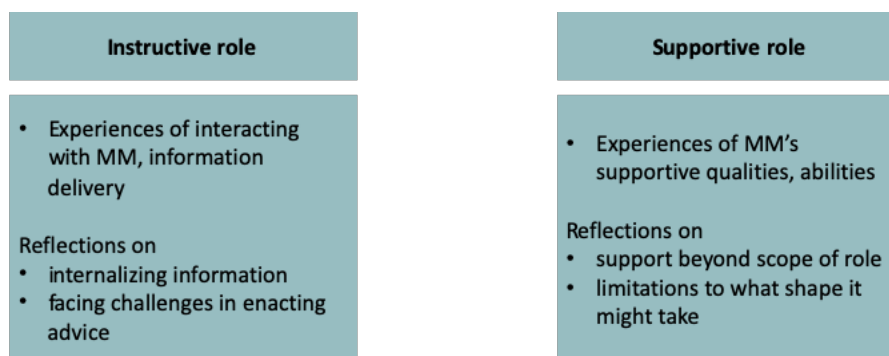 Instructive role
• Experiences of interacting
with MM, information
delivery
Reflections on
• internalizing information
• facing challenges in enacting
advice
Supportive role
• Experiences of MM's
supportive qualities, abilities
Reflections on
• support beyond scope of role
• limitations to what shape it
might take